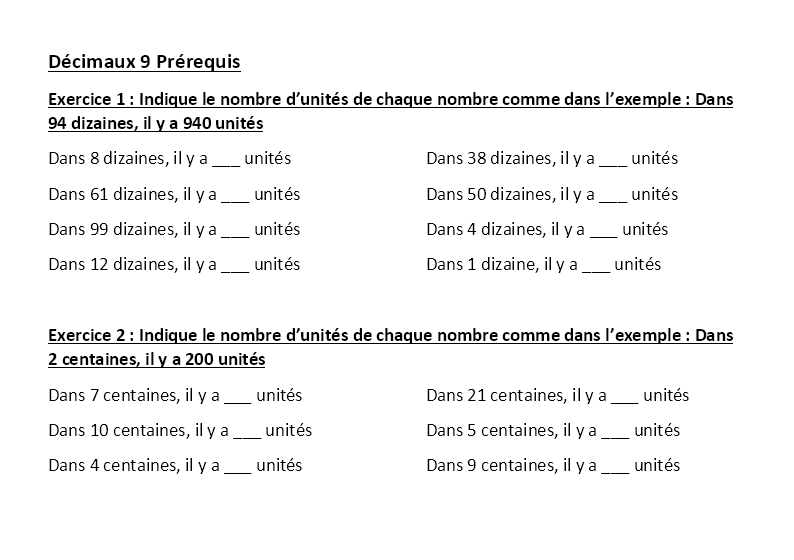 Décimaux 9 Prérequis
Exercice 1 : Indique le nombre d’unités de chaque nombre comme dans l’exemple : Dans
94 dizaines, il y a 940 unités
Dans 8 dizaines, il y a ___ unités
Dans 38 dizaines, il y a ___ unités
Dans 61 dizaines, il y a ___ unités
Dans 50 dizaines, il y a ___ unités
Dans 99 dizaines, il y a ___ unités
Dans 4 dizaines, il y a ___ unités
Dans 12 dizaines, il y a ___ unités
Dans 1 dizaine, il y a ___ unités
Exercice 2 : Indique le nombre d’unités de chaque nombre comme dans l’exemple : Dans
2 centaines, il y a 200 unités
Dans 7 centaines, il y a ___ unités
Dans 21 centaines, il y a ___ unités
Dans 10 centaines, il y a ___ unités
Dans 5 centaines, il y a ___ unités
Dans 4 centaines, il y a ___ unités
Dans 9 centaines, il y a ___ unités